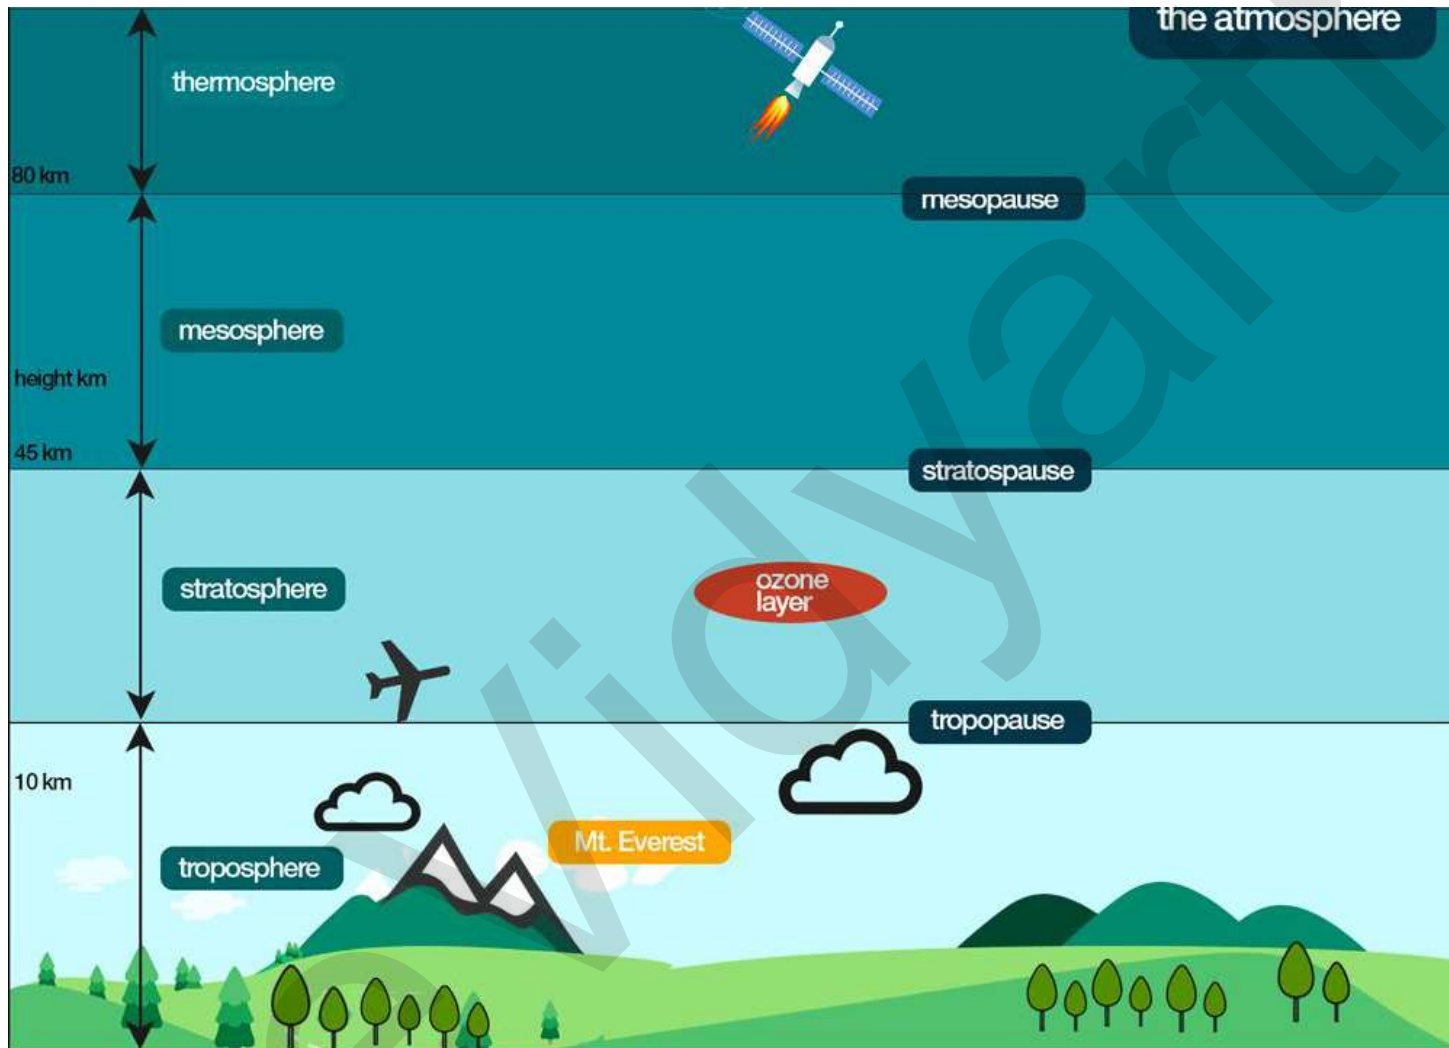 the atmosphere
thermosphere
80 km
mesopause
mesosphere
height km
45 km
stratospause
stratosphere
ozone
layer
tropopause
10 km
Mt. Everest
troposphere
Vidyarti